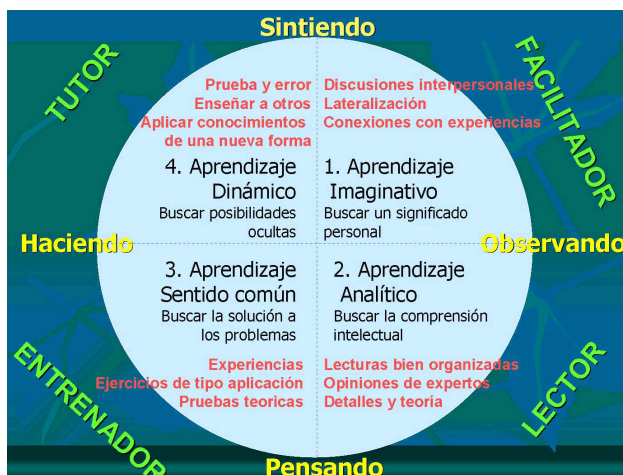 Sintiendo
TUTOR
FACILITADOR
Prueba y error
Enseñar a otros
Aplicar conocimientos
de una nueva forma
Discusiones interpersonales
Lateralización
Conexiones con experiencias
4. Aprendizaje
Dinámico
Buscar posibilidades
ocultas
1. Aprendizaje
Imaginativo
Buscar un significado
personal
Haciendo
Observando
3. Aprendizaje
Sentido común
Buscar la solución a
los problemas
2. Aprendizaje
Analítico
Buscar la comprensión
intelectual
Experiencias
Ejercicios de tipo aplicación
Pruebas teoricas
Lecturas bien organizadas
Opiniones de expertos
Detalles y teoría
ENTRENADOR
LECTOR
Pensando